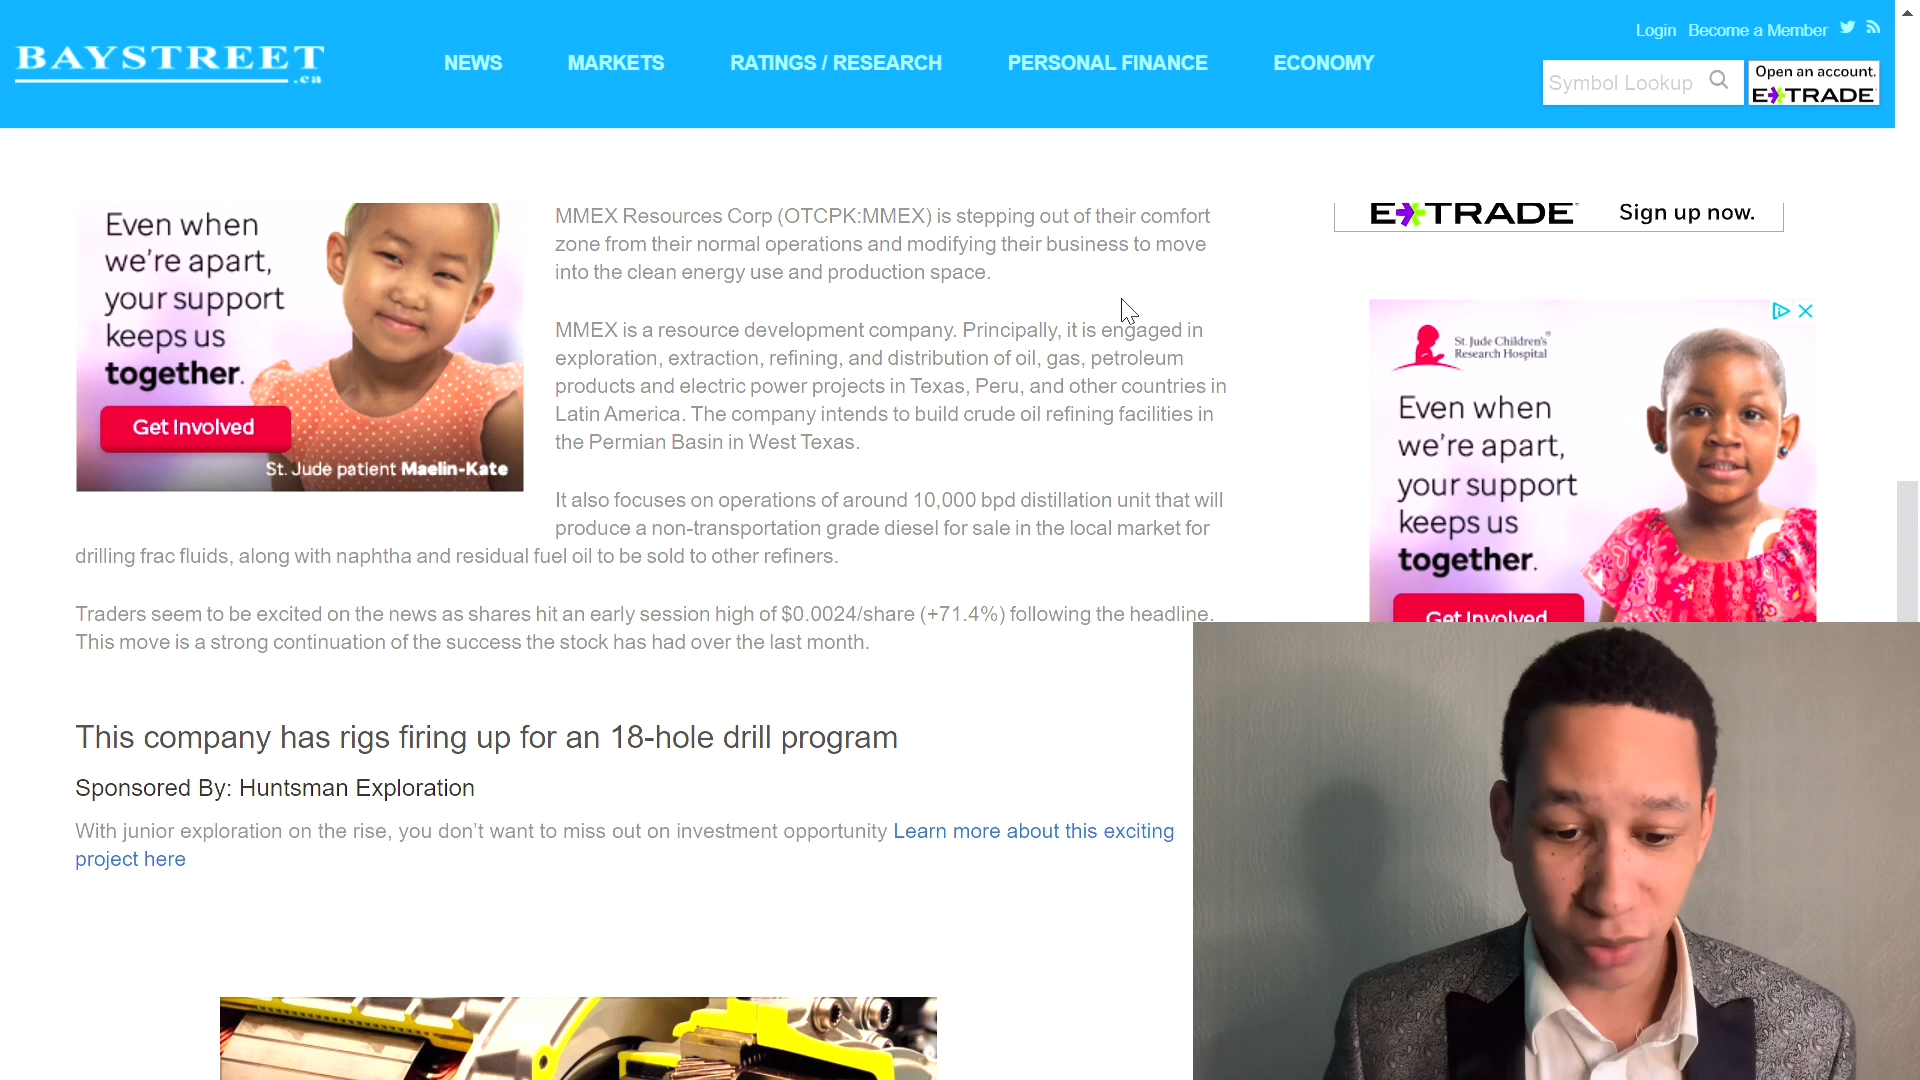 Login Become a Member
BAYSTREET
.ca
NEWS MARKETS RATINGS / RESEARCH PERSONAL FINANCE ECONOMY
Symbol Lookup
Open an account.
E*TRADE
Even when
we're apart,
your support
keeps us
together.
Get Involved
St. Jude patient Maelin-Kate
MMEX Resources Corp (OTCPK:MMEX) is stepping out of their comfort
zone from their normal operations and modifying their business to move
into the clean energy use and production space.
MMEX is a resource development company. Principally, it is engaged in
exploration, extraction, refining, and distribution of oil, gas, petroleum
products and electric power projects in Texas, Peru, and other countries in
Latin America. The company intends to build crude oil refining facilities in
the Permian Basin in West Texas.
It also focuses on operations of around 10,000 bpd distillation unit that will
produce a non-transportation grade diesel for sale in the local market for
drilling frac fluids, along with naphtha and residual fuel oil to be sold to other refiners.
Traders seem to be excited on the news as shares hit an early session high of $0.0024/share (+71.4%) following the headline.
This move is a strong continuation of the success the stock has had over the last month.
This company has rigs firing up for an 18-hole drill program
Sponsored By: Huntsman Exploration
With junior exploration on the rise, you don't want to miss out on investment opportunity Learn more about this exciting
project here
E*TRADE Sign up now.
St. Jude Children's
Research Hospital
Even when
we're apart,
your support
keeps us
together.
Get Involved